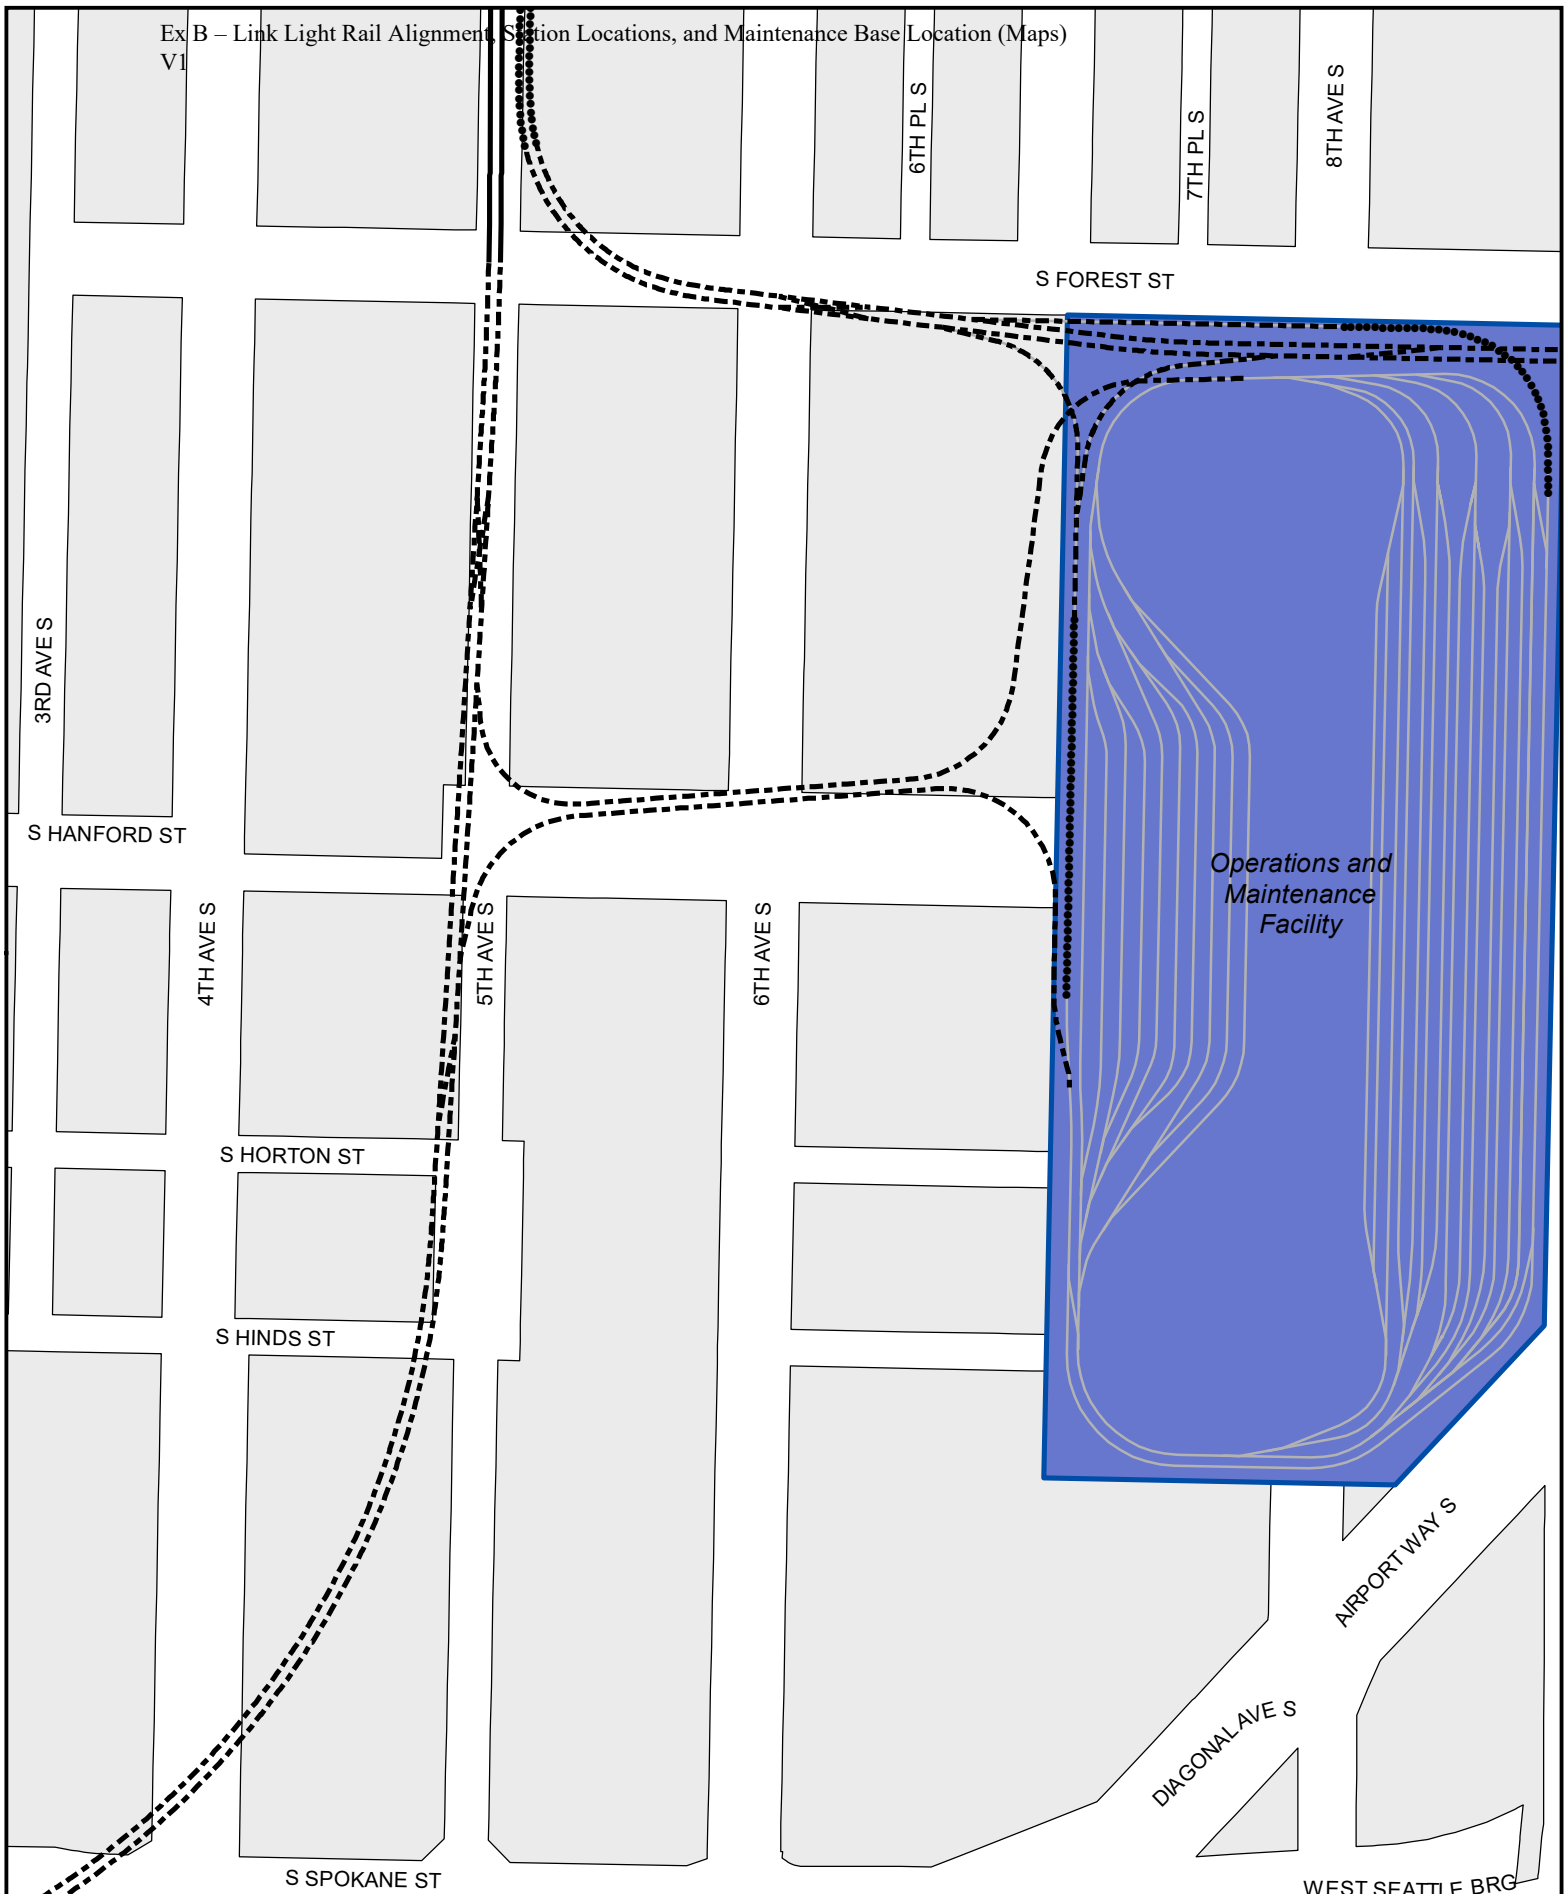 Ex B – Link Light Rail Alignment, Station Locations, and Maintenance Base Location (Maps)
V1
6TH PL S
7TH PL S
8TH AVE S
S FOREST ST
3RD AVE S
S HANFORD ST
4TH AVE S
5TH AVE S
6TH AVE S
Operations and
Maintenance
Facility
S HORTON ST
S HINDS ST
AIRPORT WAY S
DIAGONAL AVE S
S SPOKANE ST
WEST SEATTLE BRG